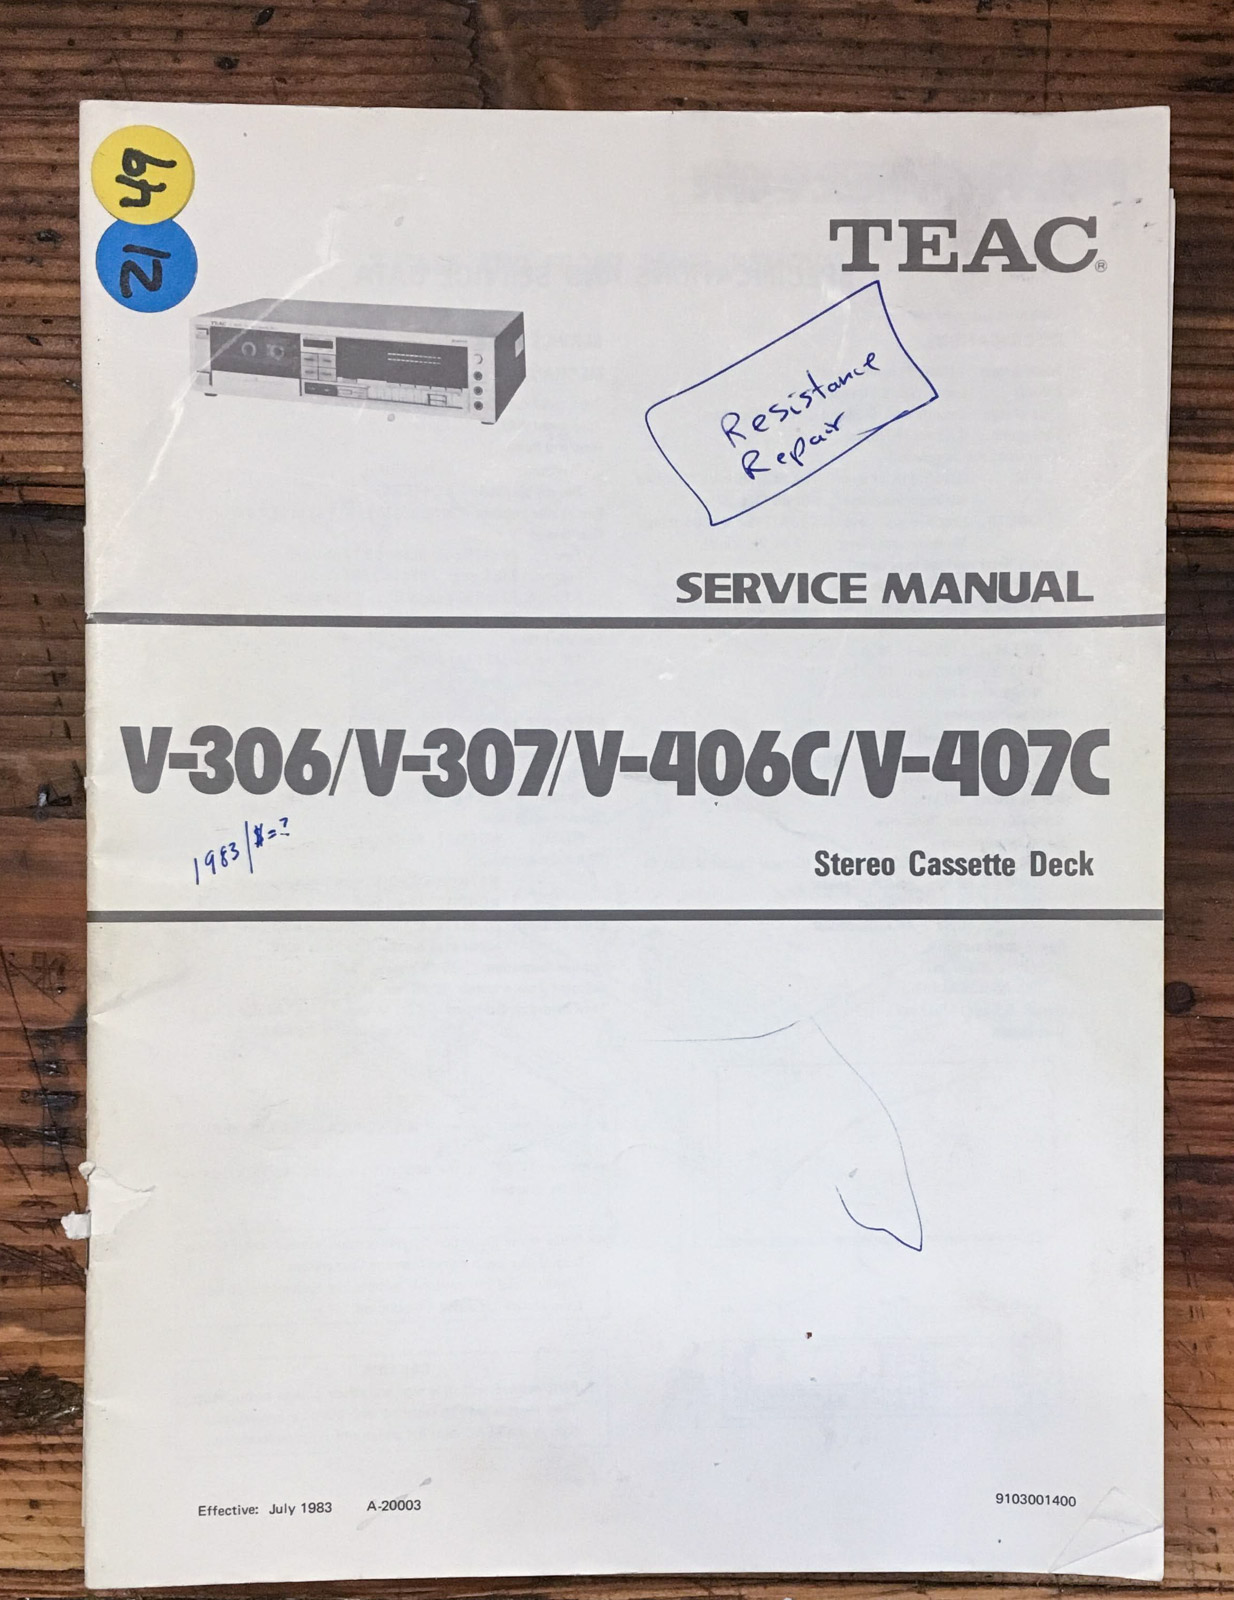 49
21
TEAC®
TEAC
Resistance
Repair
SERVICE MANUAL
V-306/V-307/V-406C/V-407C
1983/$=?
Stereo Cassette Deck
Effective: July 1983 A-20003
9103001400